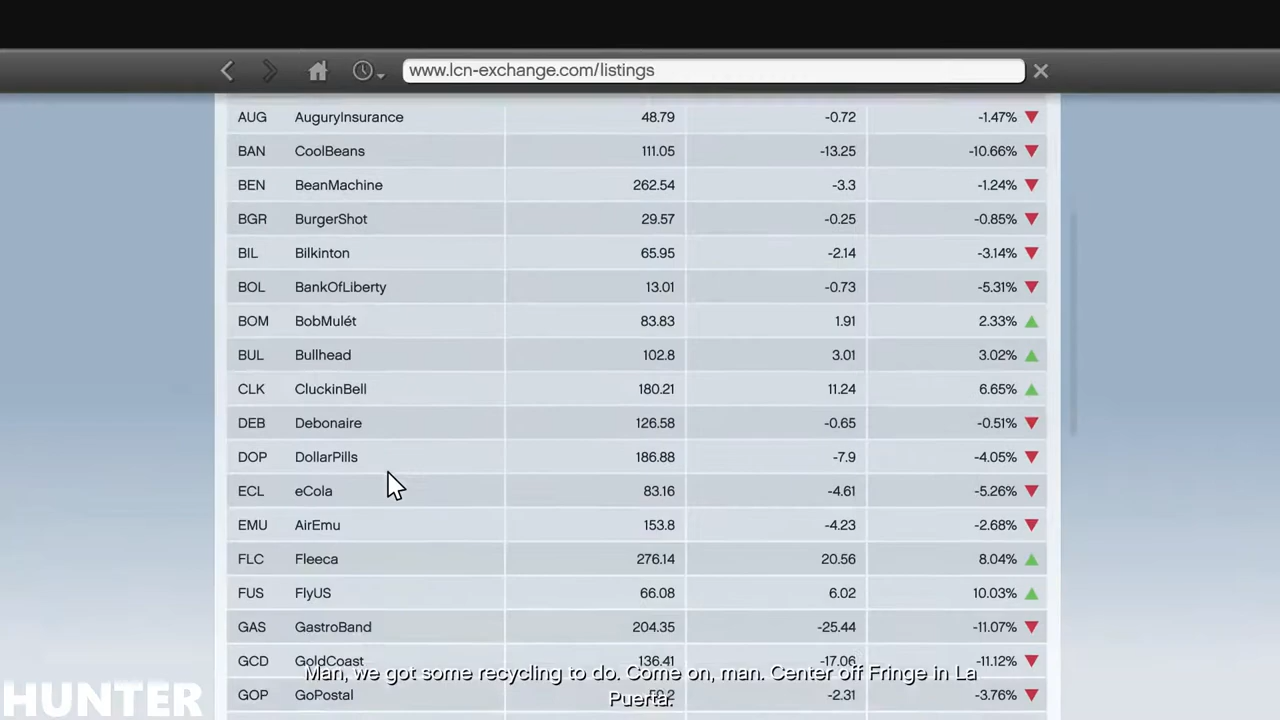 www.lcn-exchange.com/listings
AUG AuguryInsurance 48.79 -0.72 -1.47%
BAN CoolBeans 111.05 -13.25 -10.66%
BEN BeanMachine 262.54 -3.3 -1.24%
BGR BurgerShot 29.57 -0.25 -0.85%
BIL Bilkinton 65.95 -2.14 -3.14%
BOL BankOfLiberty 13.01 -0.73 -5.31%
BOM BobMulét 83.83 1.91 2.33%
BUL Bullhead 102.8 3.01 3.02%
CLK CluckinBell 180.21 11.24 6.65%
DEB Debonaire 126.58 -0.65 -0.51%
DOP DollarPills 186.88 -7.9 -4.05%
ECL eCola 83.16 -4.61 -5.26%
EMU AirEmu 153.8 -4.23 -2.68%
FLC Fleeca 276.14 20.56 8.04%
FUS FlyUS 66.08 6.02 10.03%
GAS GastroBand 204.35 -25.44 -11.07%
GCD GoldCoast 136.41 -17.06 -11.12%
Man, we got some recycling to do. Come on, man. Center off Fringe in La
GOP GoPostal -2.31 -3.76%
Puerta.
HUNTER